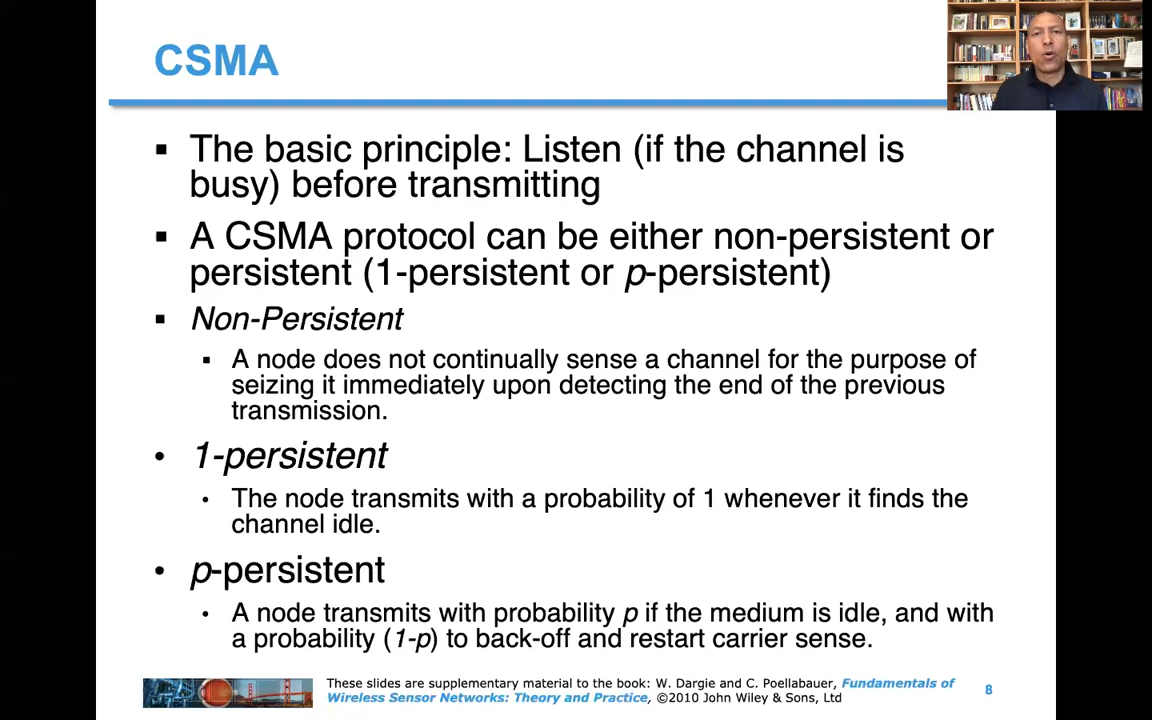 CSMA
▪ The basic principle: Listen (if the channel is
busy) before transmitting
▪ A CSMA protocol can be either non-persistent or
persistent (1-persistent or p-persistent)
▪ Non-Persistent
▪ A node does not continually sense a channel for the purpose of
seizing it immediately upon detecting the end of the previous
transmission.
• 1-persistent
• The node transmits with a probability of 1 whenever it finds the
channel idle.
• p-persistent
• A node transmits with probability p if the medium is idle, and with
a probability (1-p) to back-off and restart carrier sense.
These slides are supplementary material to the book: W. Dargie and C. Poellabauer, Fundamentals of
Wireless Sensor Networks: Theory and Practice, ©2010 John Wiley & Sons, Ltd
8